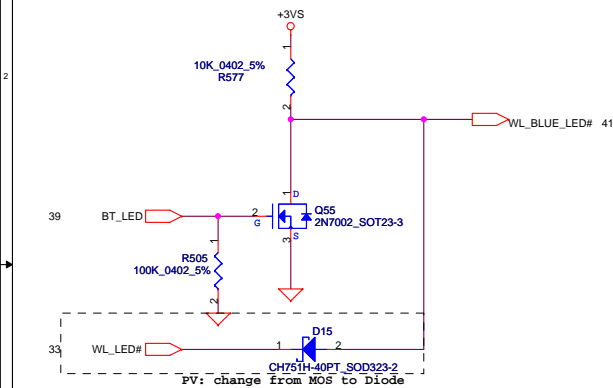 +3VS
1
10K_0402_5%
R577
2
2
WL_BLUE_LED# 41
1
D
39 BT_LED
2
G
Q55
2N7002_SOT23-3
3
S
1
R505
100K_0402_5%
2
D15
33 WL_LED#
1
2
CH751H-40PT_SOD323-2
PV: change from MOS to Diode